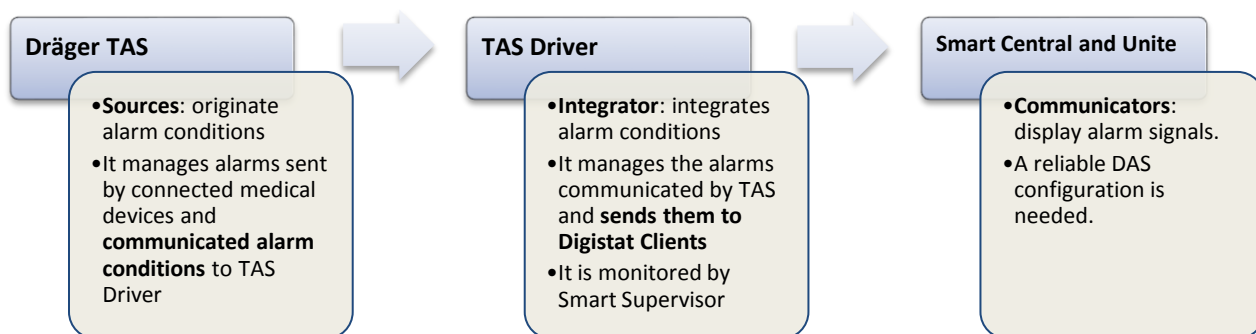 Dräger TAS
•Sources: originate
alarm conditions
•It manages alarms sent
by connected medical
devices and
communicated alarm
conditions to TAS
Driver
TAS Driver
•Integrator: integrates
alarm conditions
•It manages the alarms
communicated by TAS
and sends them to
Digistat Clients
•It is monitored by
Smart Supervisor
Smart Central and Unite
•Communicators:
display alarm signals.
•A reliable DAS
configuration is
needed.